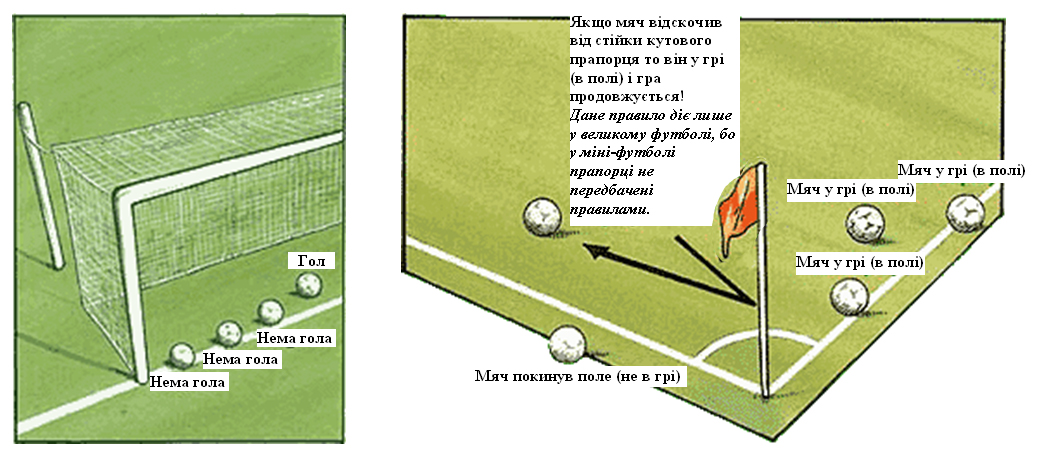 Гол
Нема гола
Нема гола
Нема гола
Якщо мяч відскочив
від стійки кутового
прапорця то він у грі
(в полі) і гра
продовжується!
Дане правило діє лише
у великому футболі, бо
у міні-футболі
прапорці не
передбачені
правилами.
Мяч у грі (в полі)
Мяч у грі (в полі)
Мяч у грі (в полі)
Мяч покинув поле (не в грі)